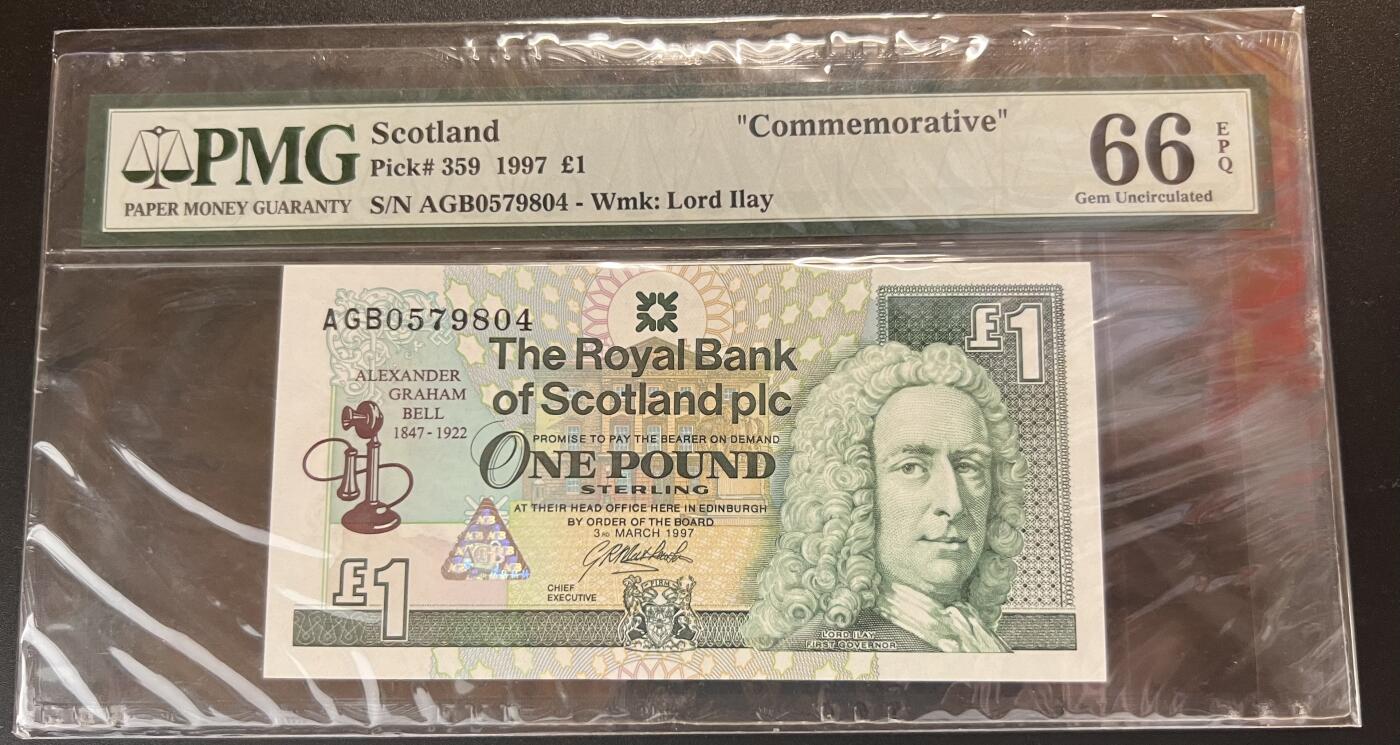 PMG
PAPER MONEY GUARANTY
Scotland
Pick# 359 1997 £1
S/N AGB0579804 - Wmk: Lord Ilay
"Commemorative"
66
EPQ
Gem Uncirculated
AGB0579804
ALEXANDER
GRAHAM
BELL
1847 - 1922
The Royal Bank
of Scotland plc
PROMISE TO PAY THE BEARER ON DEMAND
ONE POUND
STERLING
AT THEIR HEAD OFFICE HERE IN EDINBURGH
BY ORDER OF THE BOARD
3RD MARCH 1997
CHIEF
EXECUTIVE
£1
£1
LORD ILAY
FIRST GOVERNOR